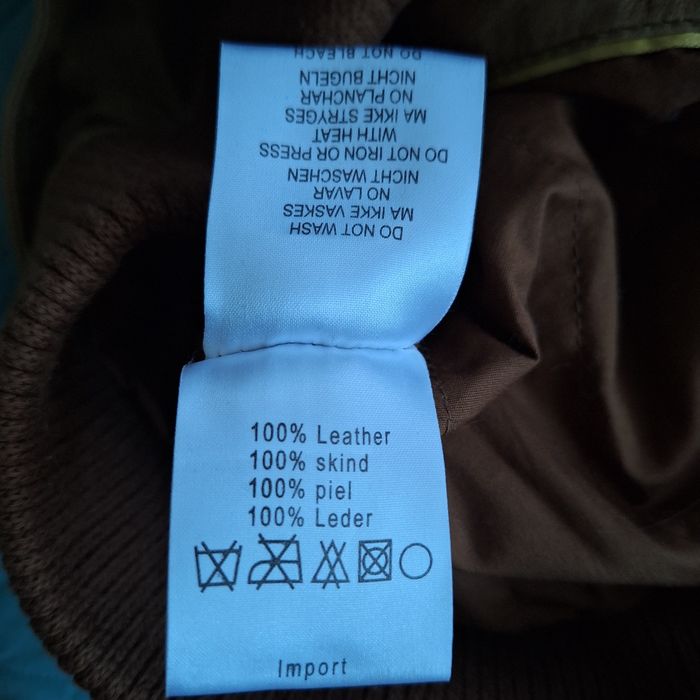 DO NOT WASH
MA IKKE VASKES
NO LAVAR
NICHT WASCHEN
DO NOT IRON OR PRESS
WITH HEAT
MA IKKE STRYGES
NO PLANCHAR
NICHT BUGELN
DO NOT BLEACH
100% Leather
100% skind
100% piel
100% Leder
Import